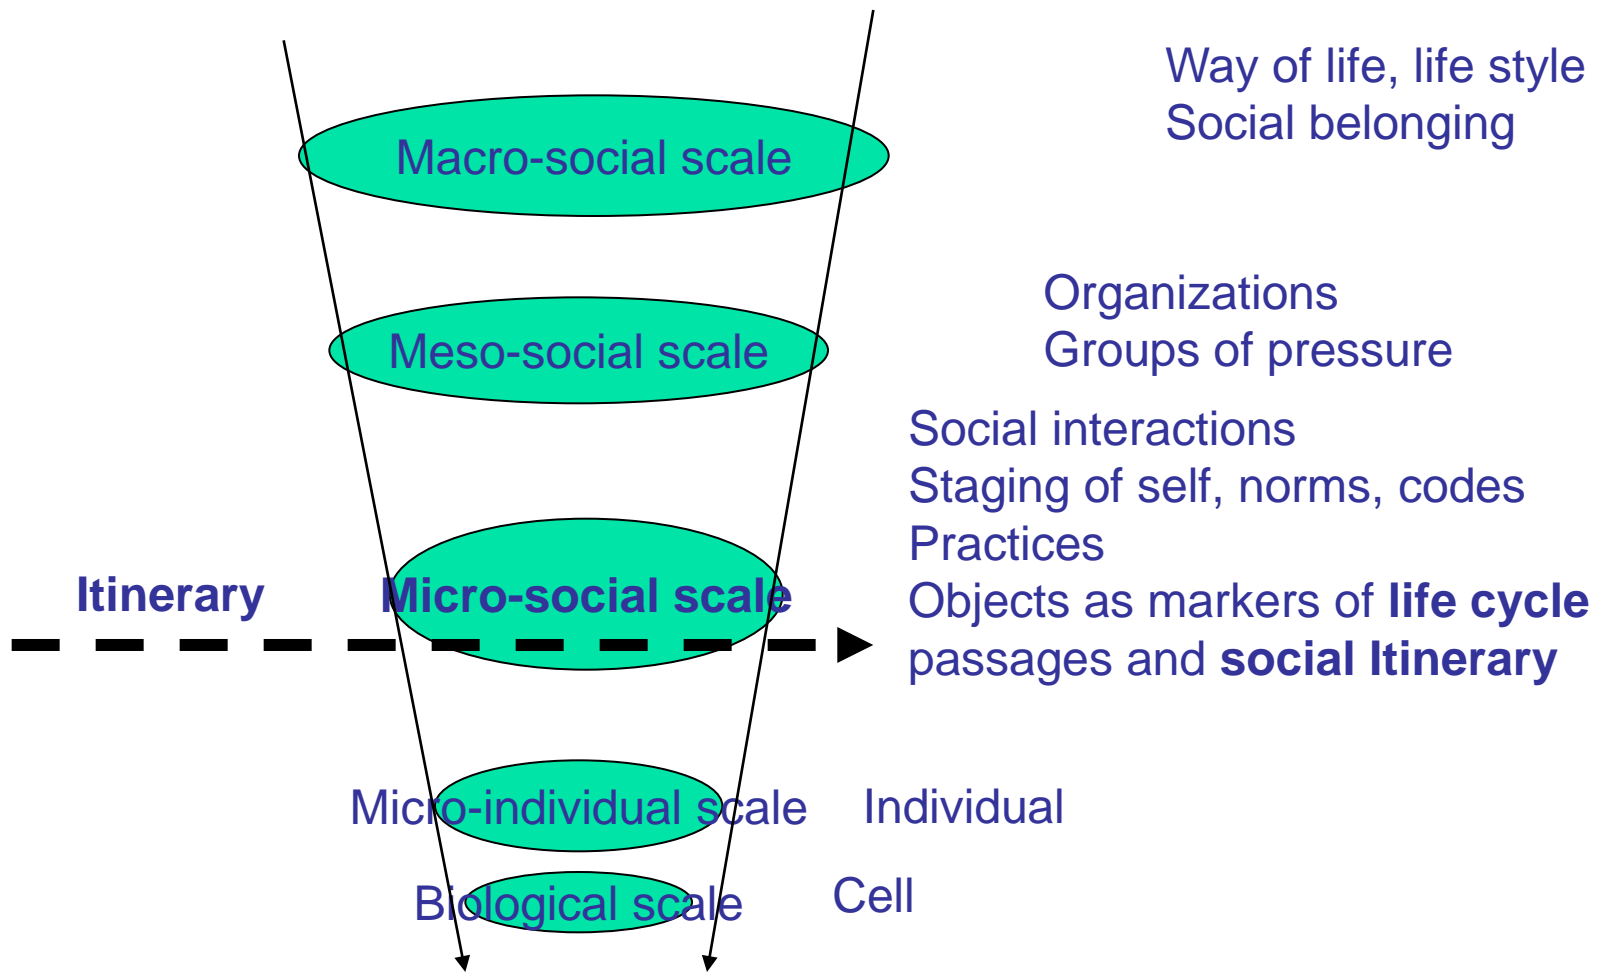 Way of life, life style
Social belonging
Macro-social scale
Organizations
Groups of pressure
Meso-social scale
Social interactions
Staging of self, norms, codes
Practices
Objects as markers of life cycle
passages and social Itinerary
Itinerary
Micro-social scale
Micro-individual scale
Individual
Biological scale
Cell